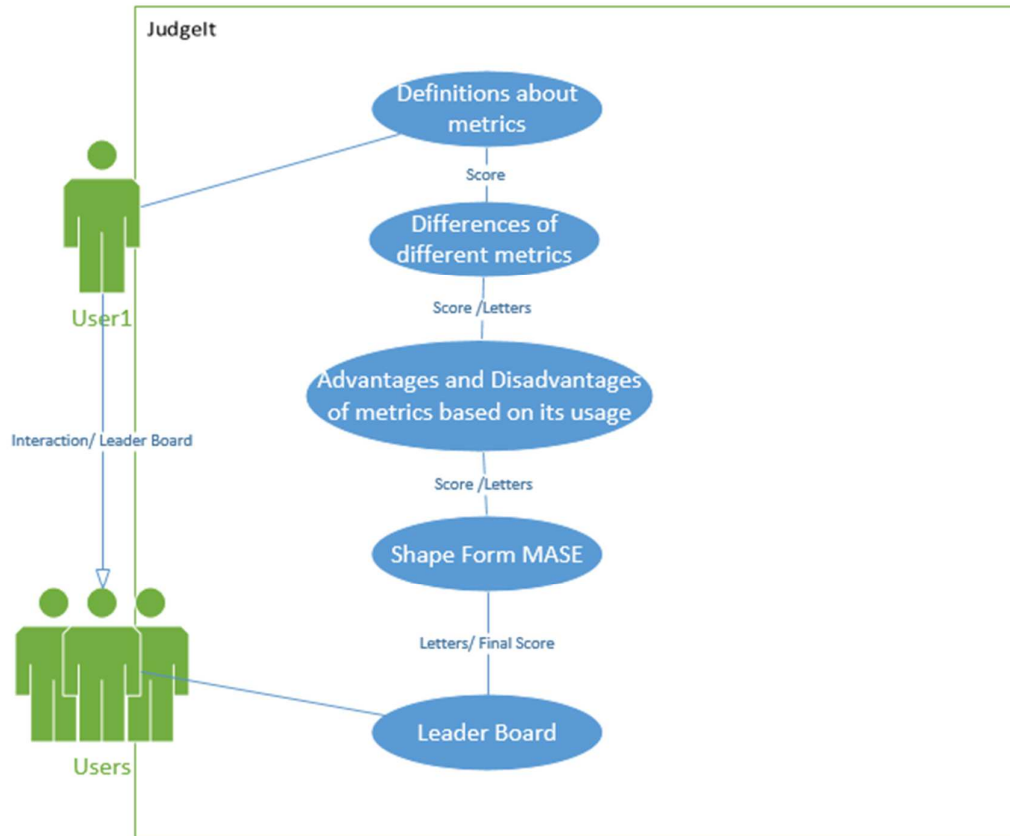 JudgeIt
Definitions about
metrics
Score
Differences of
different metrics
User1
Score /Letters
Advantages and Disadvantages
of metrics based on its usage
Interaction/ Leader Board
Score /Letters
Shape Form MASE
Letters/ Final Score
Leader Board
Users